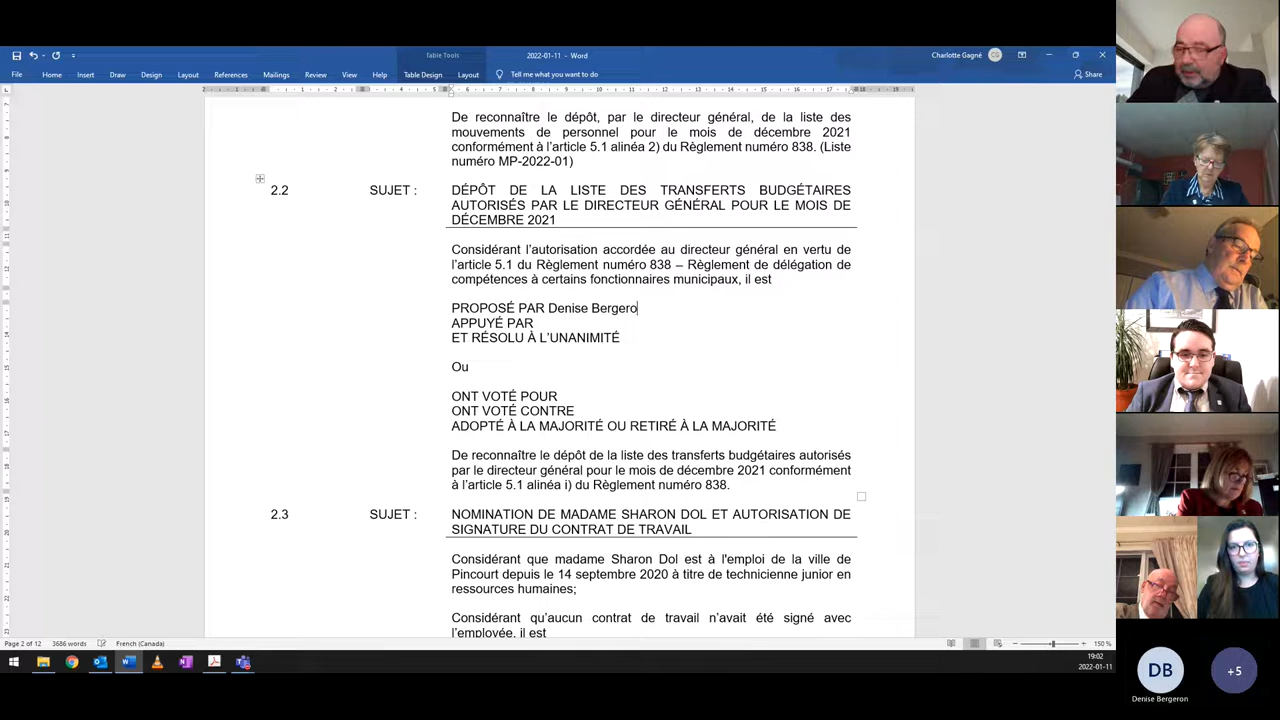 Table Tools
2022-01-11 - Word
Charlotte Gagné
CG
File
Home
Insert
Draw
Design
Layout
References
Mailings
Review
View
Help
Table Design
Layout
Tell me what you want to do
Share
De reconnaître le dépôt, par le directeur général, de la liste des
mouvements de personnel pour le mois de décembre 2021
conformément à l'article 5.1 alinéa 2) du Règlement numéro 838. (Liste
numéro MP-2022-01)
2.2 SUJET : DÉPÔT DE LA LISTE DES TRANSFERTS BUDGÉTAIRES
AUTORISÉS PAR LE DIRECTEUR GÉNÉRAL POUR LE MOIS DE
DÉCEMBRE 2021
Considérant l'autorisation accordée au directeur général en vertu de
l'article 5.1 du Règlement numéro 838 – Règlement de délégation de
compétences à certains fonctionnaires municipaux, il est
PROPOSÉ PAR Denise Bergero
APPUYÉ PAR
ET RÉSOLU À L'UNANIMITÉ
Ou
ONT VOTÉ POUR
ONT VOTÉ CONTRE
ADOPTÉ À LA MAJORITÉ OU RETIRÉ À LA MAJORITÉ
De reconnaître le dépôt de la liste des transferts budgétaires autorisés
par le directeur général pour le mois de décembre 2021 conformément
à l'article 5.1 alinéa i) du Règlement numéro 838.
2.3 SUJET : NOMINATION DE MADAME SHARON DOL ET AUTORISATION DE
SIGNATURE DU CONTRAT DE TRAVAIL
Considérant que madame Sharon Dol est à l'emploi de la ville de
Pincourt depuis le 14 septembre 2020 à titre de technicienne junior en
ressources humaines;
Considérant qu'aucun contrat de travail n'avait été signé avec
l'employée, il est
Page 2 of 12
3686 words
French (Canada)
150 %
19:02
2022-01-11
DB
Denise Bergeron
+5